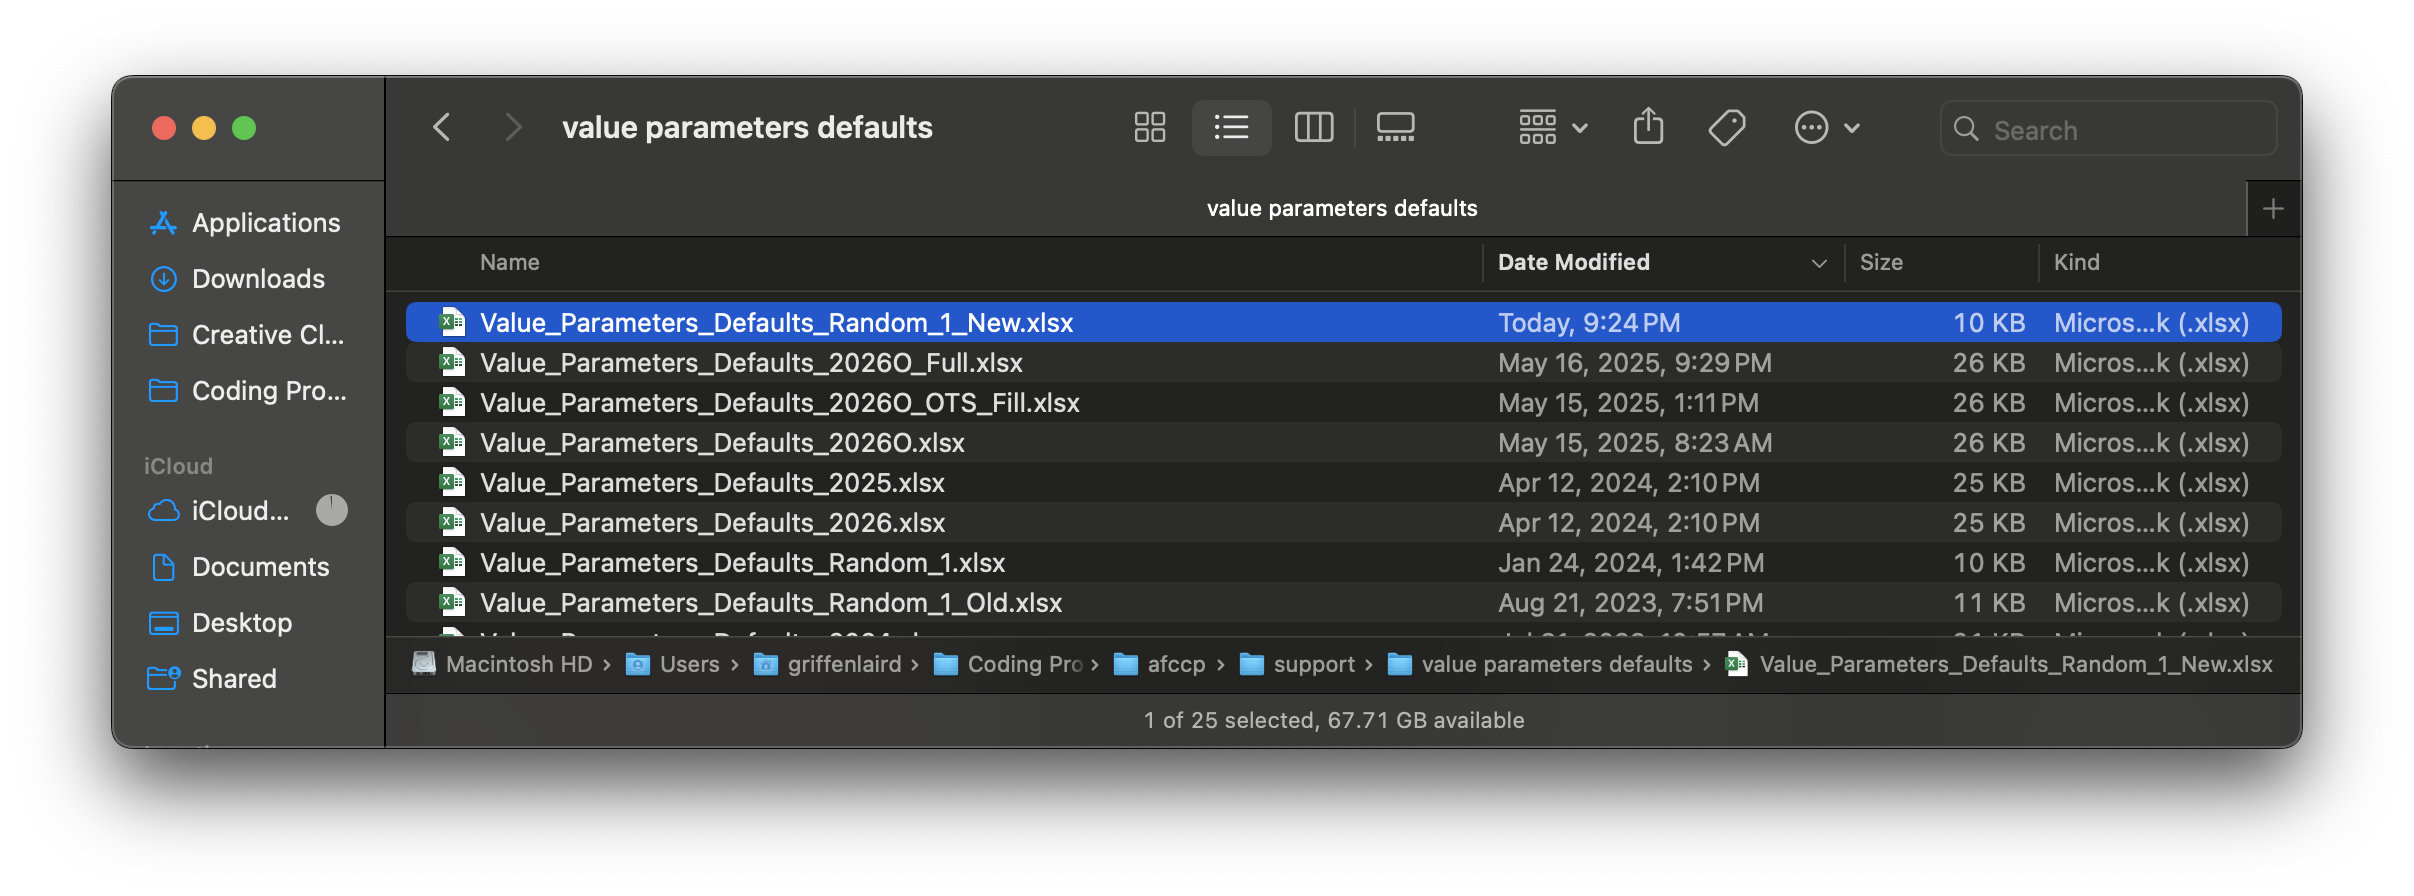 value parameters defaults
Search
value parameters defaults
Applications
Downloads
Creative Cl...
Coding Pro...
iCloud
iCloud...
Documents
Desktop
Shared
Name Date Modified Size Kind
Value_Parameters_Defaults_Random_1_New.xlsx Today, 9:24 PM 10 KB Micros...k (.xlsx)
Value_Parameters_Defaults_2026O_Full.xlsx May 16, 2025, 9:29 PM 26 KB Micros...k (.xlsx)
Value_Parameters_Defaults_2026O_OTS_Fill.xlsx May 15, 2025, 1:11 PM 26 KB Micros...k (.xlsx)
Value_Parameters_Defaults_2026O.xlsx May 15, 2025, 8:23 AM 26 KB Micros...k (.xlsx)
Value_Parameters_Defaults_2025.xlsx Apr 12, 2024, 2:10 PM 25 KB Micros...k (.xlsx)
Value_Parameters_Defaults_2026.xlsx Apr 12, 2024, 2:10 PM 25 KB Micros...k (.xlsx)
Value_Parameters_Defaults_Random_1.xlsx Jan 24, 2024, 1:42 PM 10 KB Micros...k (.xlsx)
Value_Parameters_Defaults_Random_1_Old.xlsx Aug 21, 2023, 7:51 PM 11 KB Micros...k (.xlsx)
Macintosh HD › Users › griffenlaird › Coding Pro › afccp › support › value parameters defaults › Value_Parameters_Defaults_Random_1_New.xlsx
1 of 25 selected, 67.71 GB available